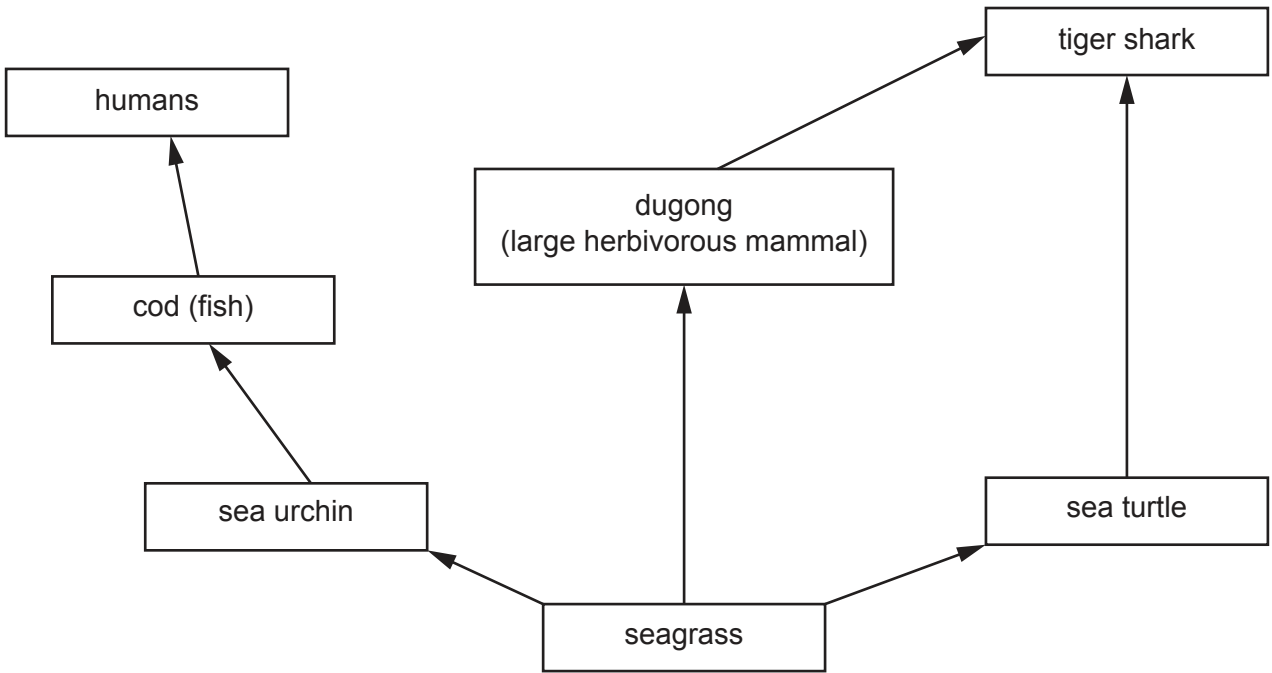 tiger shark
humans
dugong
(large herbivorous mammal)
cod (fish)
sea urchin
sea turtle
seagrass